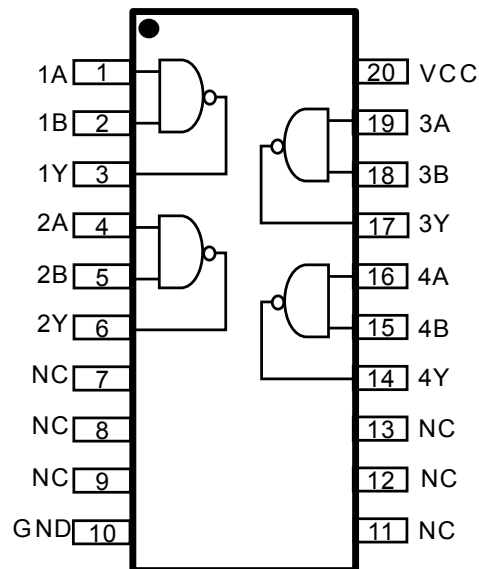 1A 1 20 VCC
1B 2 19 3A
1Y 3 18 3B
2A 4 17 3Y
2B 5 16 4A
2Y 6 15 4B
NC 7 14 4Y
NC 8 13 NC
NC 9 12 NC
GND 10 11 NC